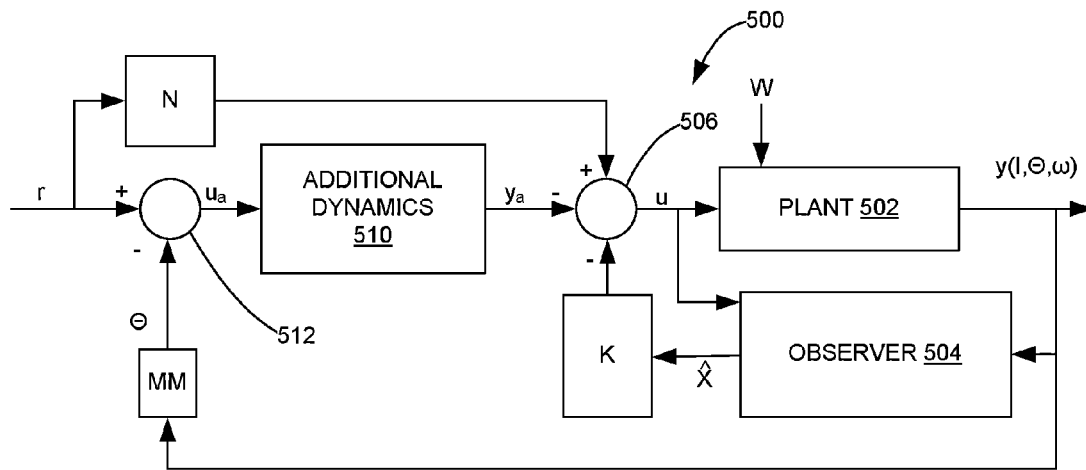 500
N
W
506
y(I,Θ,ω)
r
+
-
u_a
ADDITIONAL
DYNAMICS
510
y_a
+
-
-
u
PLANT 502
512
Θ
MM
K
X̂
OBSERVER 504